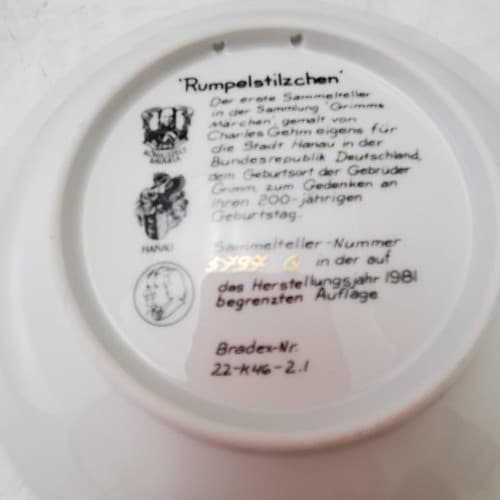 'Rumpelstilzchen'
Der erste Sammelteller
in der Sammlung 'Grimms
Märchen', gemalt von
Charles Gehm eigens für
die Stadt Hanau in der
Bundesrepublik Deutschland,
dem Geburtsort der Gebrüder
Grimm, zum Gedenken an
ihren 200-jährigen
Geburtstag.
HANAU
Sammelteller-Nummer
5797 G in der auf
das Herstellungsjahr 1981
begrenzten Auflage
Bradex-Nr.
22-K46-2.1